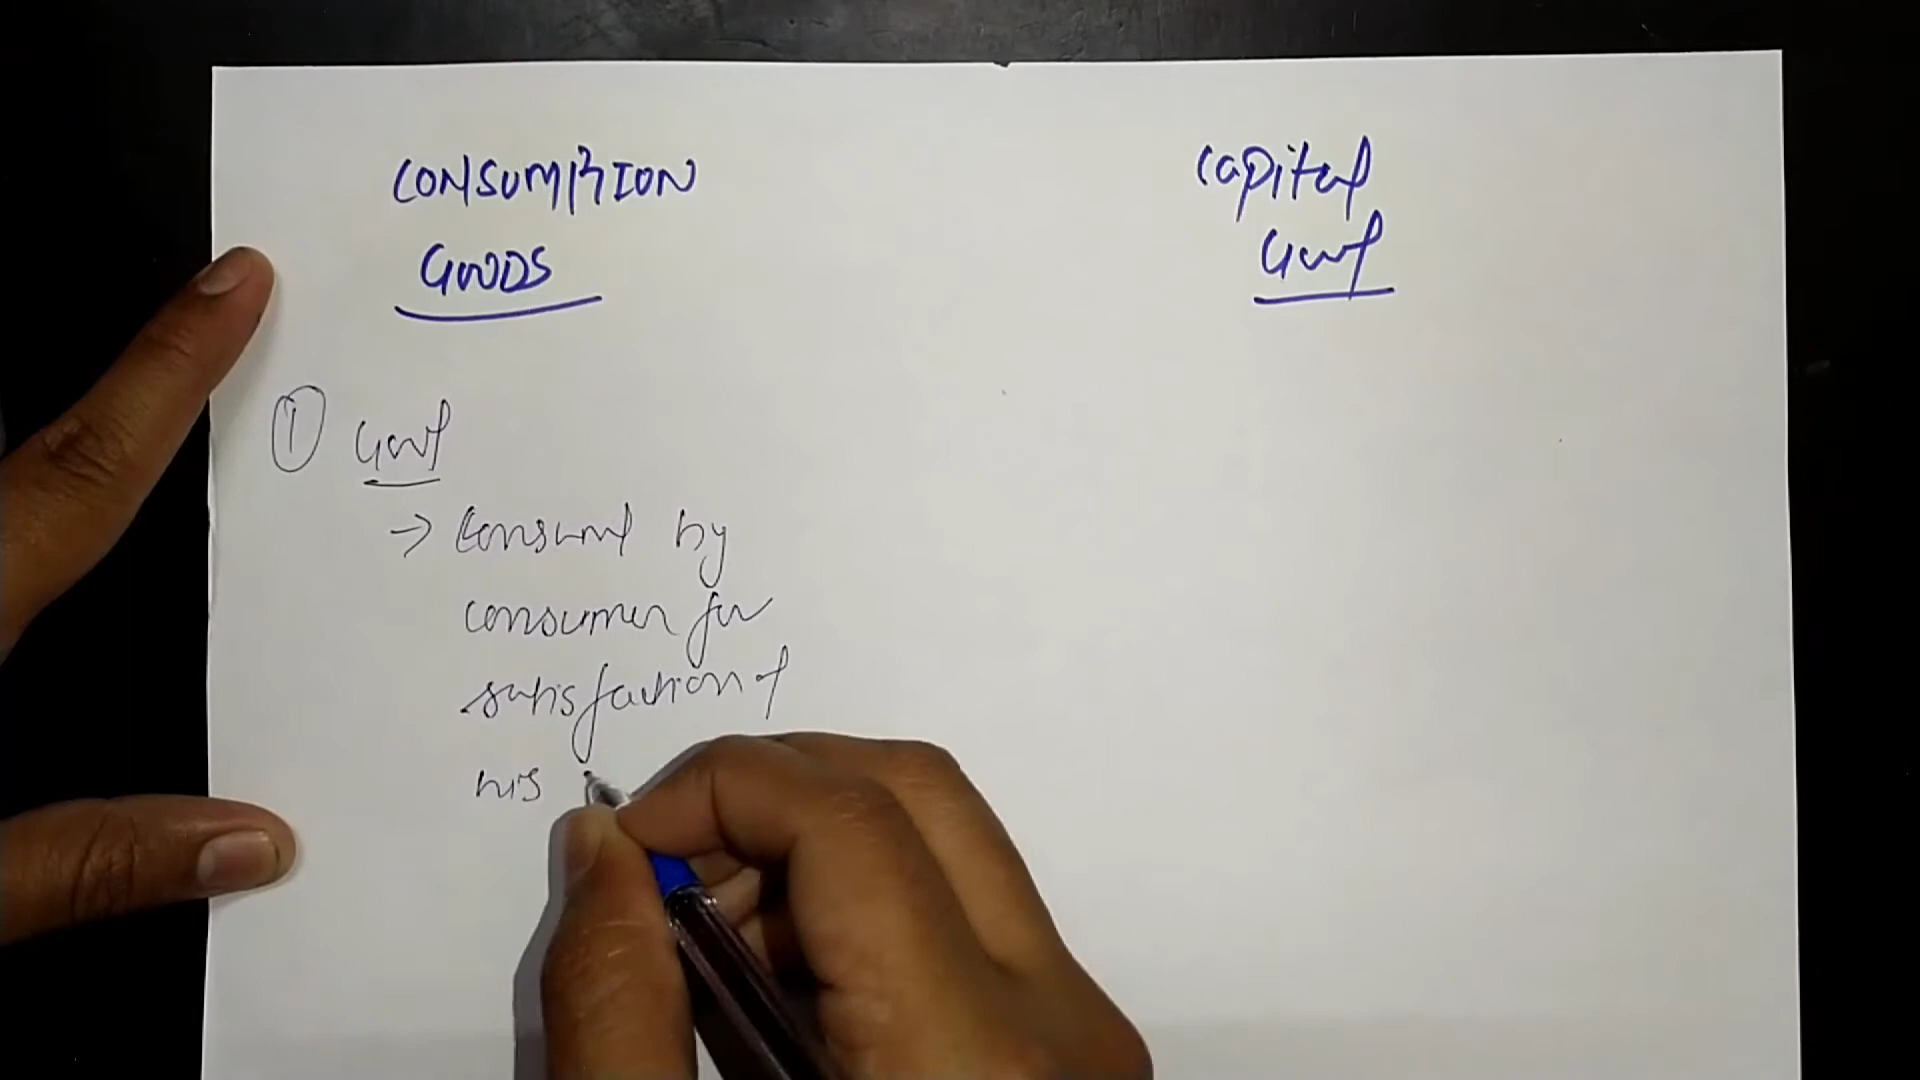 CONSUMPTION
GOODS
Capital
Good
① Good
→ Consumed by
consumer for
satisfaction of
his